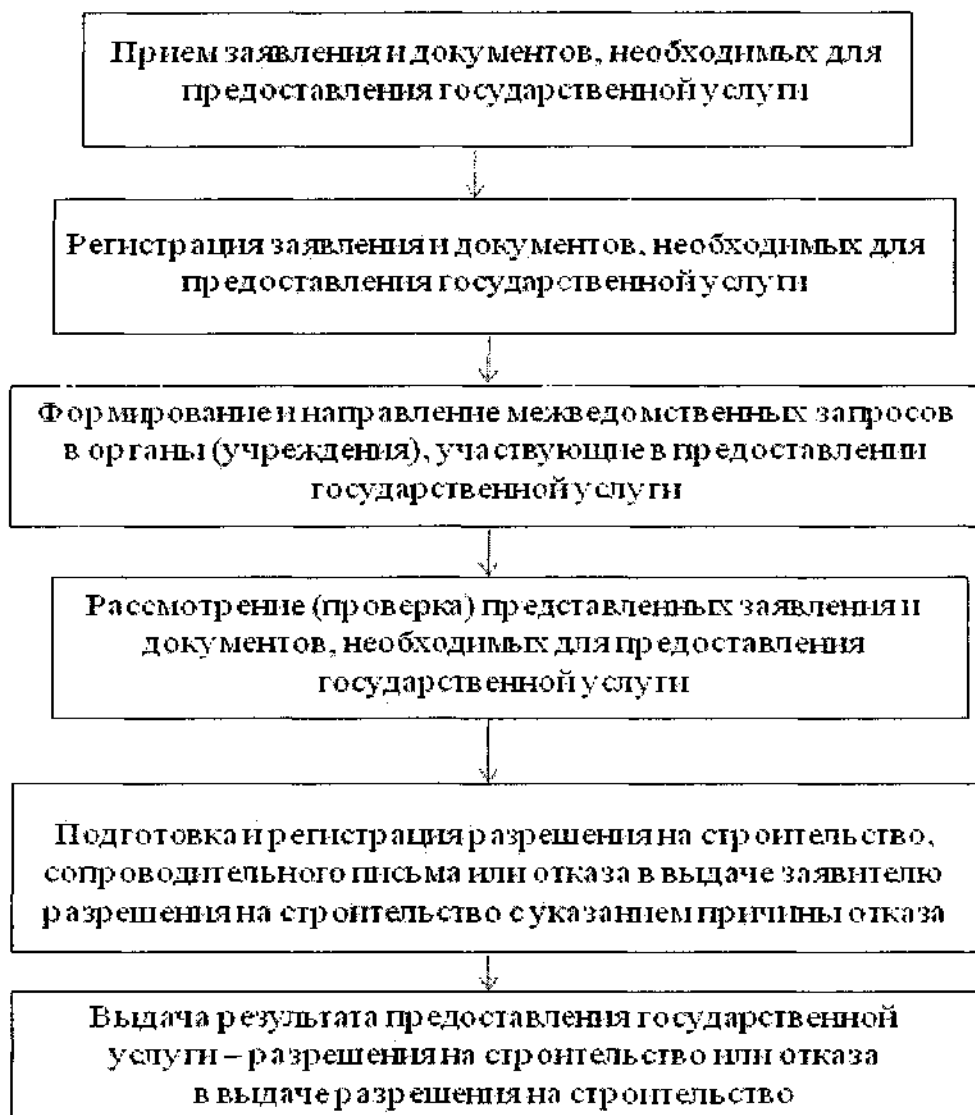 Прием заявления и документов, необходимых для
предоставления государственной услуги
Регистрация заявления и документов, необходимых для
предоставления государственной услуги
Формирование и направление межведомственных запросов
в органы (учреждения), участвующие в предоставлении
государственной услуги
Рассмотрение (проверка) представленных заявления и
документов, необходимых для предоставления
государственной услуги
Подготовка и регистрация разрешения на строительство,
сопроводительного письма или отказа в выдаче заявителю
разрешения на строительство с указанием причины отказа
Выдача результата предоставления государственной
услуги – разрешения на строительство или отказа
в выдаче разрешения на строительство